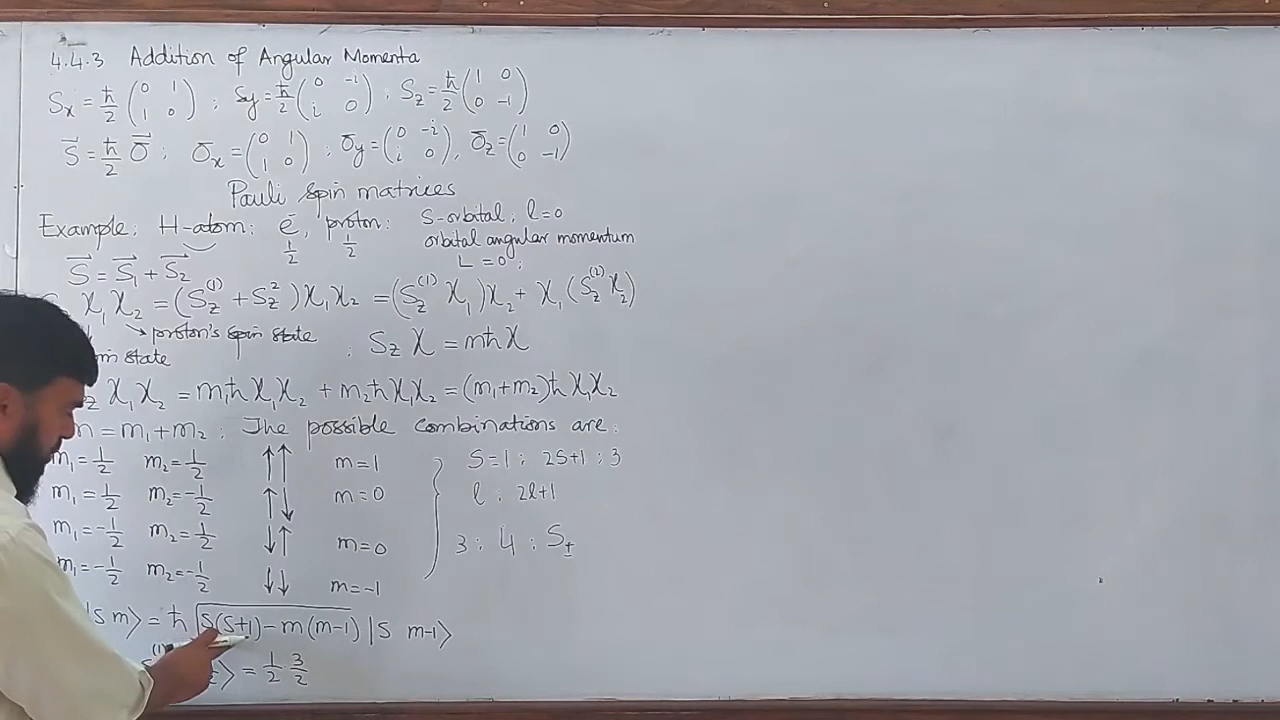 4.4.3 Addition of Angular Momenta
Sx = ħ/2 (0 1 1 0) ; Sy = ħ/2 (0 -i i 0) ; Sz = ħ/2 (1 0 0 -1)
S⃗ = ħ/2 σ⃗ ; σx = (0 1 1 0) ; σy = (0 -i i 0), σz = (1 0 0 -1)
Pauli spin matrices
Example: H-atom: e⁻, proton: S-orbital; l=0
1/2 1/2 orbital angular momentum
L = 0;
S⃗ = S⃗₁ + S⃗₂
χ₁χ₂ = (Sz⁽¹⁾ + Sz²)χ₁χ₂ = (Sz⁽¹⁾χ₁)χ₂ + χ₁(Sz⁽²⁾χ₂)
→ proton's spin state
state ; Sz χ = mħχ
z χ₁χ₂ = m₁ħχ₁χ₂ + m₂ħχ₁χ₂ = (m₁+m₂)ħχ₁χ₂
= m₁+m₂ : The possible combinations are:
m₁ = 1/2 m₂ = 1/2 ↑↑ m=1 S=1 : 2S+1 : 3
m₁ = 1/2 m₂ = -1/2 ↑↓ m=0 l : 2l+1
m₁ = -1/2 m₂ = 1/2 ↓↑ m=0 3 : 4 : S±
m₁ = -1/2 m₂ = -1/2 ↓↓ m=-1
|s m⟩ = ħ √s(s+1)-m(m-1) |s m-1⟩
⟩ = 1/2 3/2